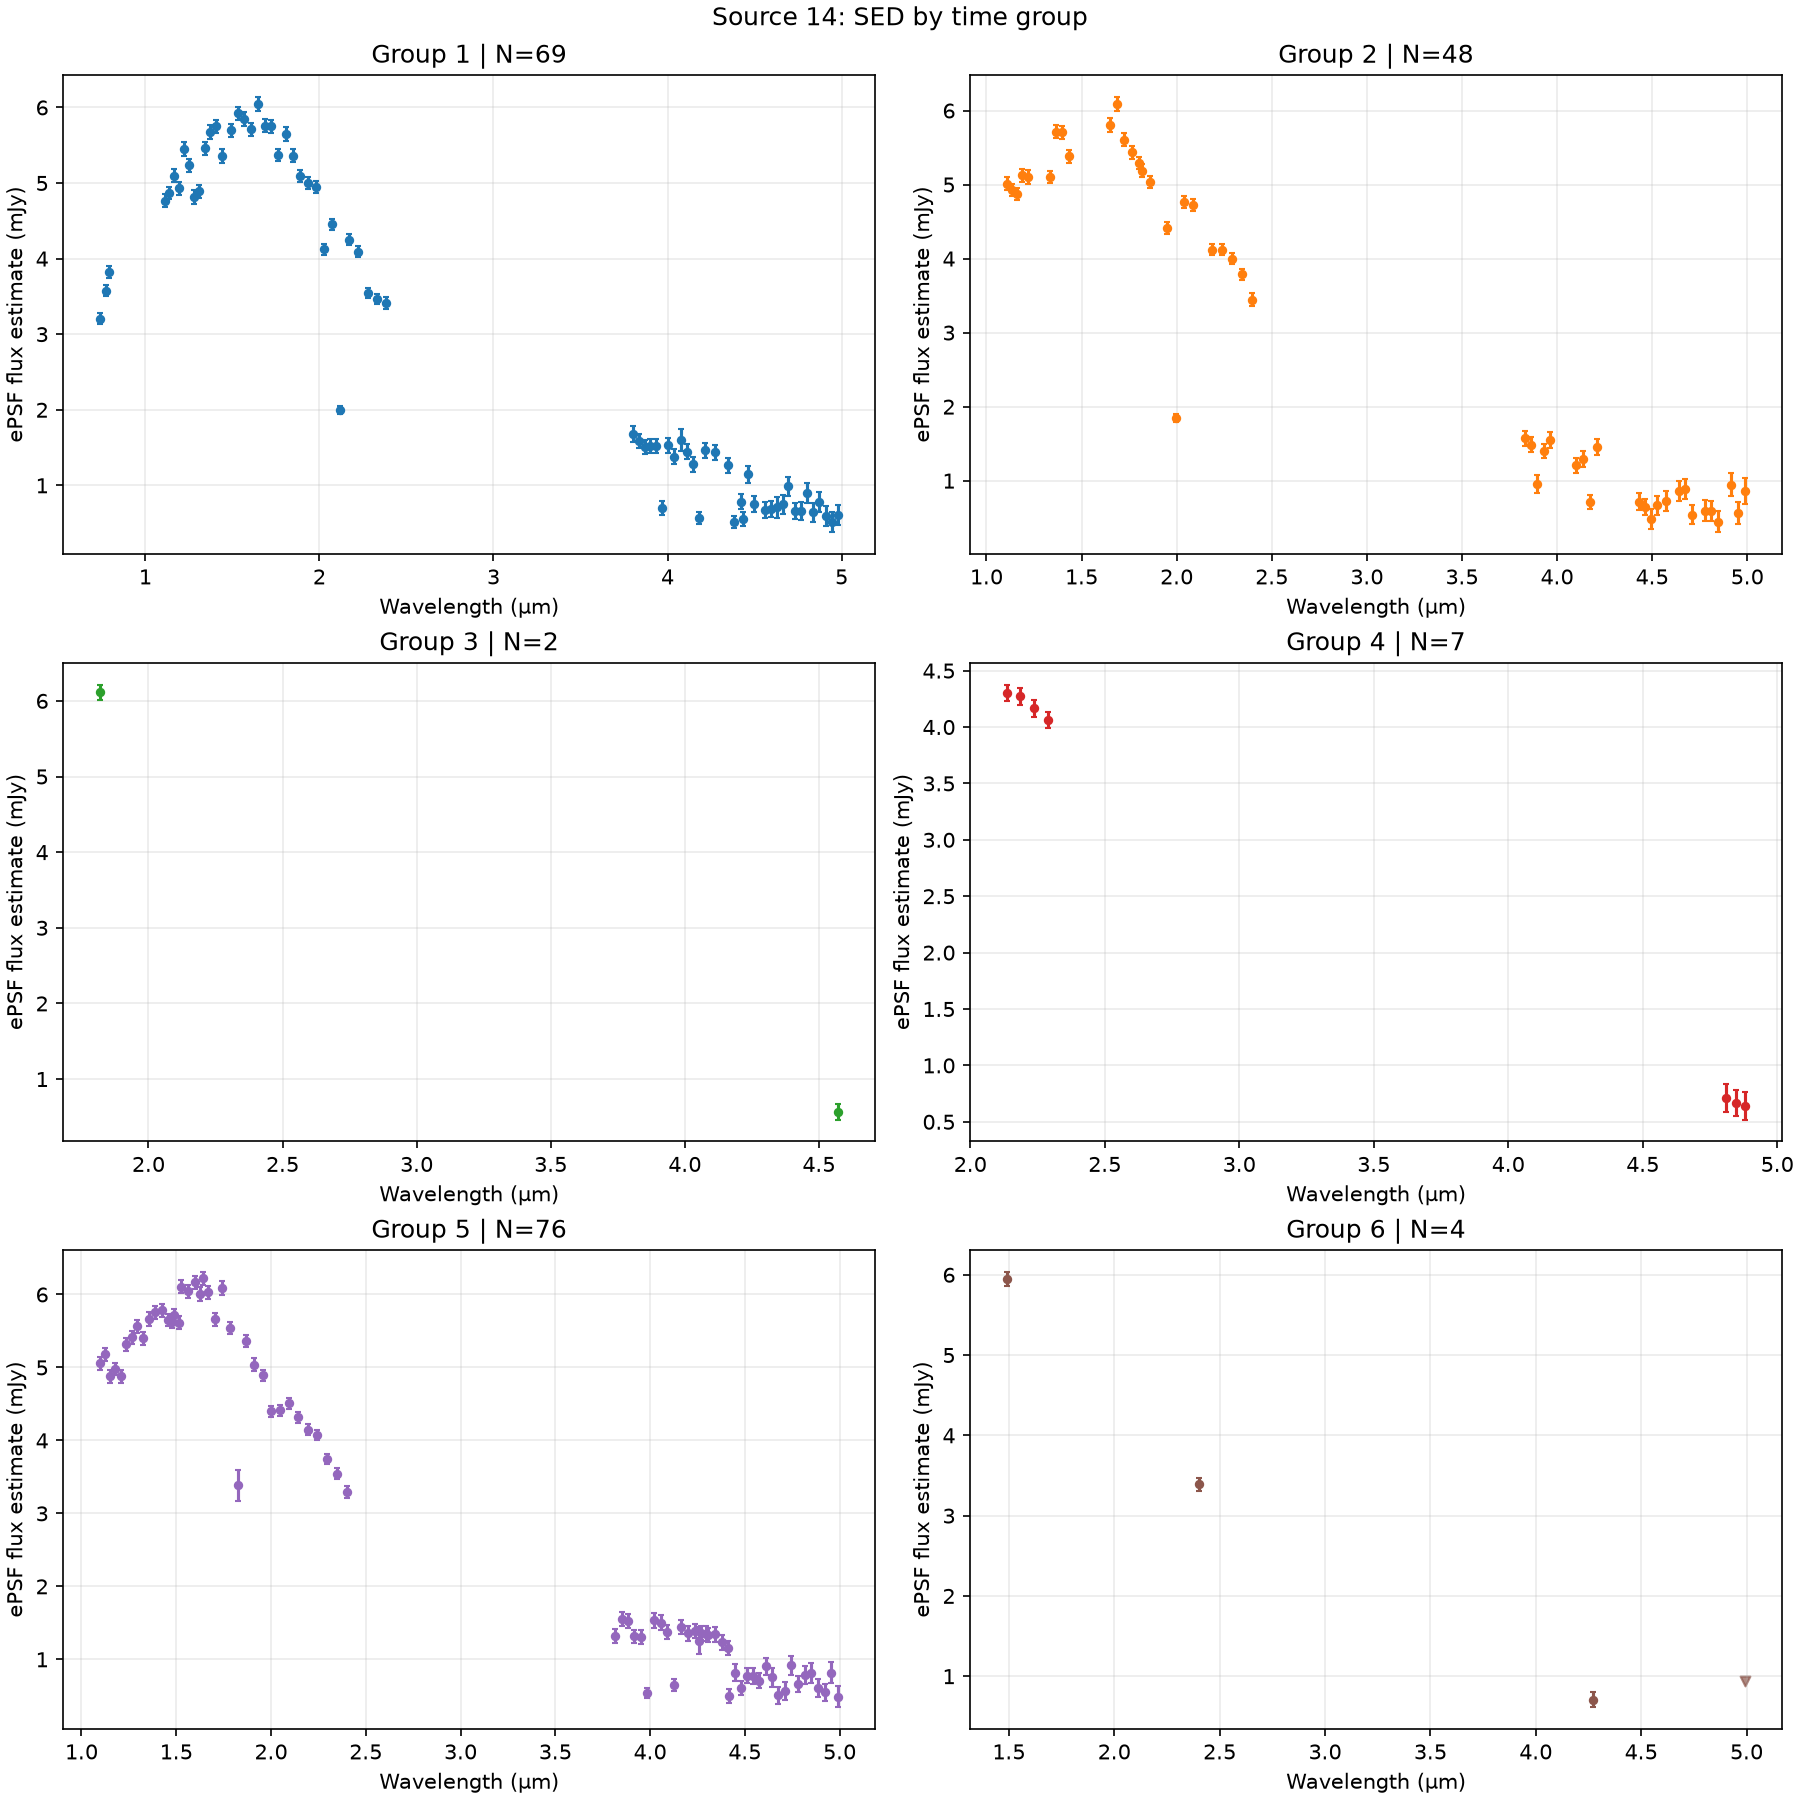 Source 14: SED by time group
Group 1 | N=69
ePSF flux estimate (mJy)
6
5
4
3
2
1
1 2 3 4 5
Wavelength (μm)
Group 2 | N=48
ePSF flux estimate (mJy)
6
5
4
3
2
1
1.0 1.5 2.0 2.5 3.0 3.5 4.0 4.5 5.0
Wavelength (μm)
Group 3 | N=2
ePSF flux estimate (mJy)
6
5
4
3
2
1
2.0 2.5 3.0 3.5 4.0 4.5
Wavelength (μm)
Group 4 | N=7
ePSF flux estimate (mJy)
4.5
4.0
3.5
3.0
2.5
2.0
1.5
1.0
0.5
2.0 2.5 3.0 3.5 4.0 4.5 5.0
Wavelength (μm)
Group 5 | N=76
ePSF flux estimate (mJy)
6
5
4
3
2
1
1.0 1.5 2.0 2.5 3.0 3.5 4.0 4.5 5.0
Wavelength (μm)
Group 6 | N=4
ePSF flux estimate (mJy)
6
5
4
3
2
1
1.5 2.0 2.5 3.0 3.5 4.0 4.5 5.0
Wavelength (μm)